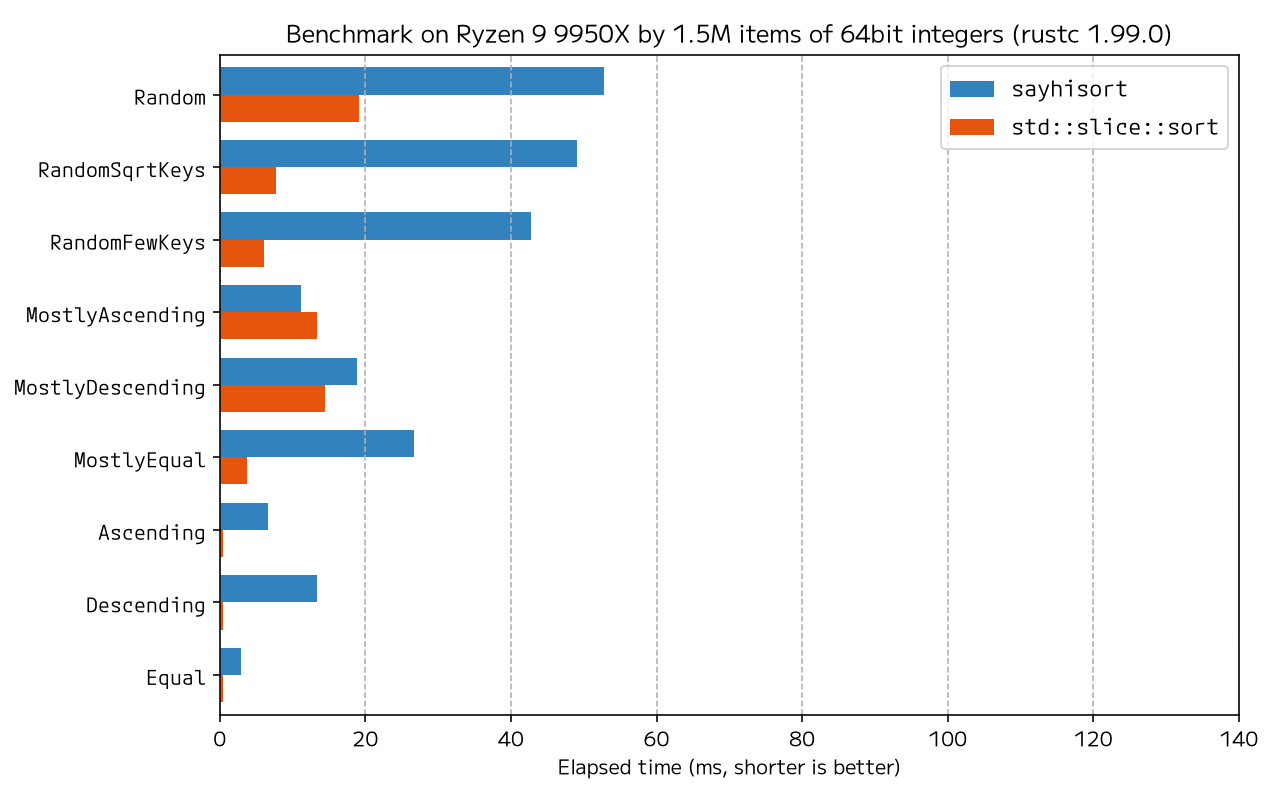 Benchmark on Ryzen 9 9950X by 1.5M items of 64bit integers (rustc 1.99.0)
sayhisort
std::slice::sort
Random
RandomSqrtKeys
RandomFewKeys
MostlyAscending
MostlyDescending
MostlyEqual
Ascending
Descending
Equal
0 20 40 60 80 100 120 140
Elapsed time (ms, shorter is better)